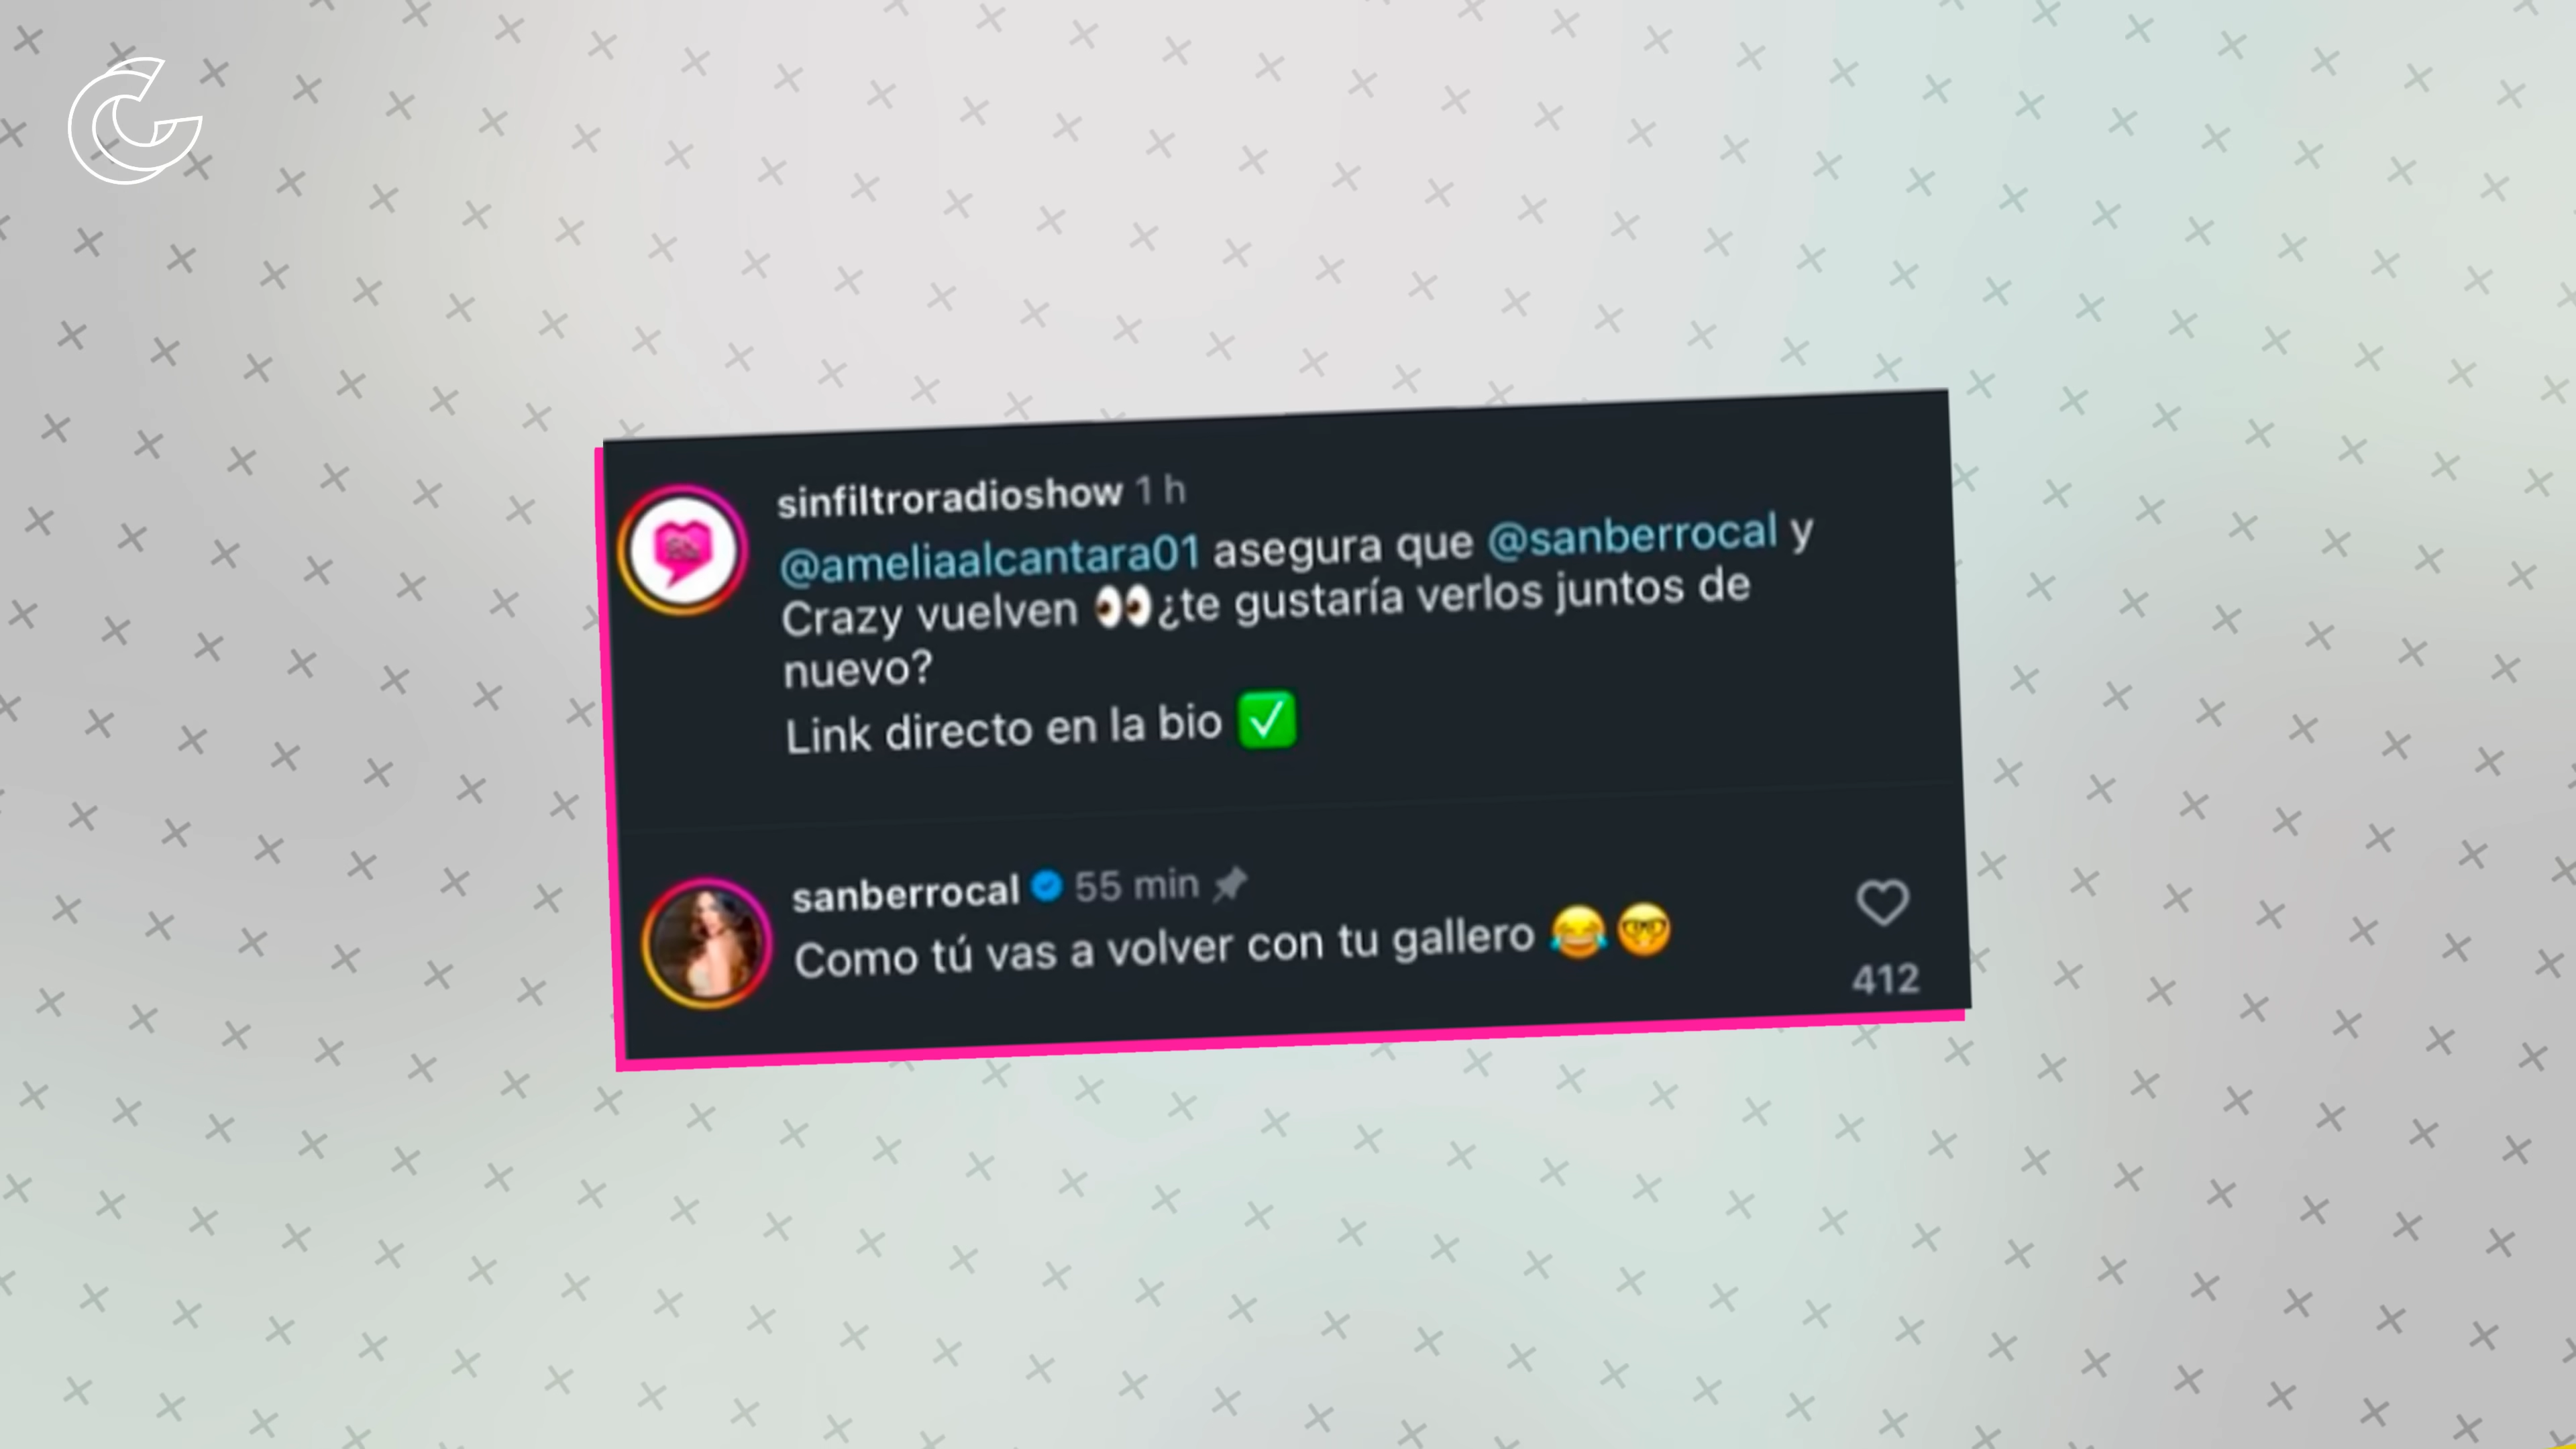 sinfiltroradioshow 1 h
@ameliaalcantara01 asegura que @sanberrocal y
Crazy vuelven 👀¿te gustaría verlos juntos de
nuevo?
Link directo en la bio ✅
sanberrocal 55 min
Como tú vas a volver con tu gallero 😂🤓
412